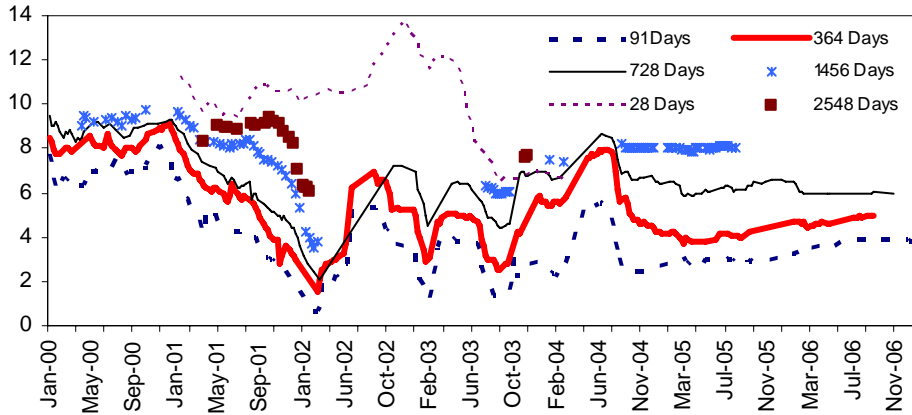 14
12
10
8
6
4
2
0
91Days
364 Days
728 Days
1456 Days
28 Days
2548 Days
Jan-00
May-00
Sep-00
Jan-01
May-01
Sep-01
Jan-02
Jun-02
Oct-02
Feb-03
Jun-03
Oct-03
Feb-04
Jun-04
Nov-04
Mar-05
Jul-05
Nov-05
Mar-06
Jul-06
Nov-06